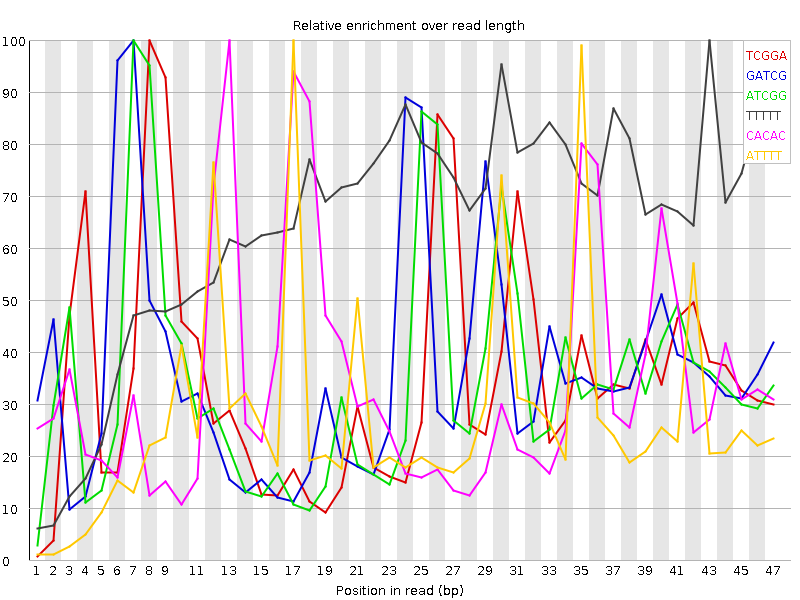 Relative enrichment over read length
100
90
80
70
60
50
40
30
20
10
0
TCGGA
GATCG
ATCGG
TTTTT
CACAC
ATTTT
1 2 3 4 5 6 7 8 9 11 13 15 17 19 21 23 25 27 29 31 33 35 37 39 41 43 45 47
Position in read (bp)